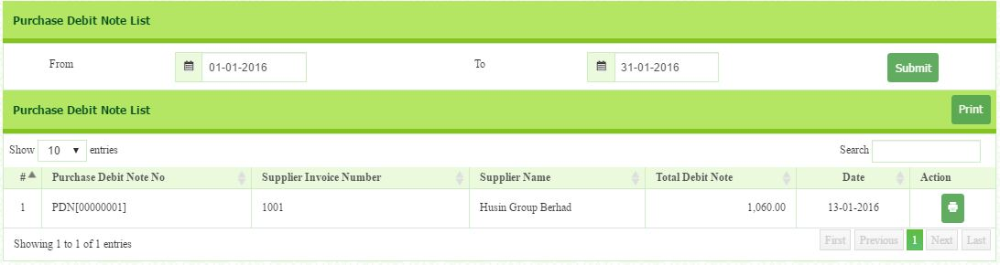 Purchase Debit Note List
From 01-01-2016 To 31-01-2016 Submit
Purchase Debit Note List Print
Show 10 entries Search
# Purchase Debit Note No Supplier Invoice Number Supplier Name Total Debit Note Date Action
1 PDN[00000001] 1001 Husin Group Berhad 1,060.00 13-01-2016
Showing 1 to 1 of 1 entries First Previous 1 Next Last